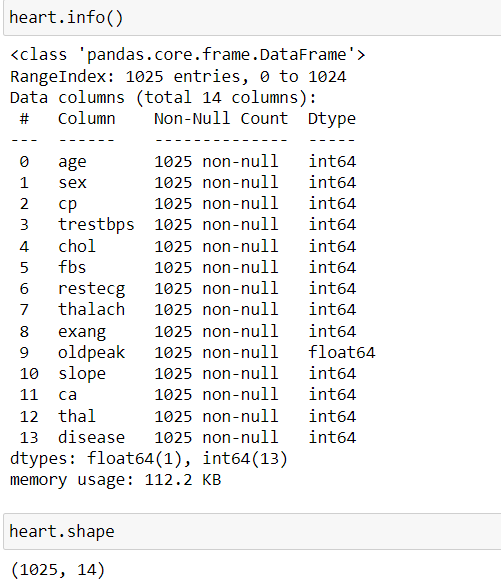 heart.info()
<class 'pandas.core.frame.DataFrame'>
RangeIndex: 1025 entries, 0 to 1024
Data columns (total 14 columns):
 #   Column    Non-Null Count  Dtype
---  ------    --------------  -----
 0   age       1025 non-null   int64
 1   sex       1025 non-null   int64
 2   cp        1025 non-null   int64
 3   trestbps  1025 non-null   int64
 4   chol      1025 non-null   int64
 5   fbs       1025 non-null   int64
 6   restecg   1025 non-null   int64
 7   thalach   1025 non-null   int64
 8   exang     1025 non-null   int64
 9   oldpeak   1025 non-null   float64
 10  slope     1025 non-null   int64
 11  ca        1025 non-null   int64
 12  thal      1025 non-null   int64
 13  disease   1025 non-null   int64
dtypes: float64(1), int64(13)
memory usage: 112.2 KB
heart.shape
(1025, 14)